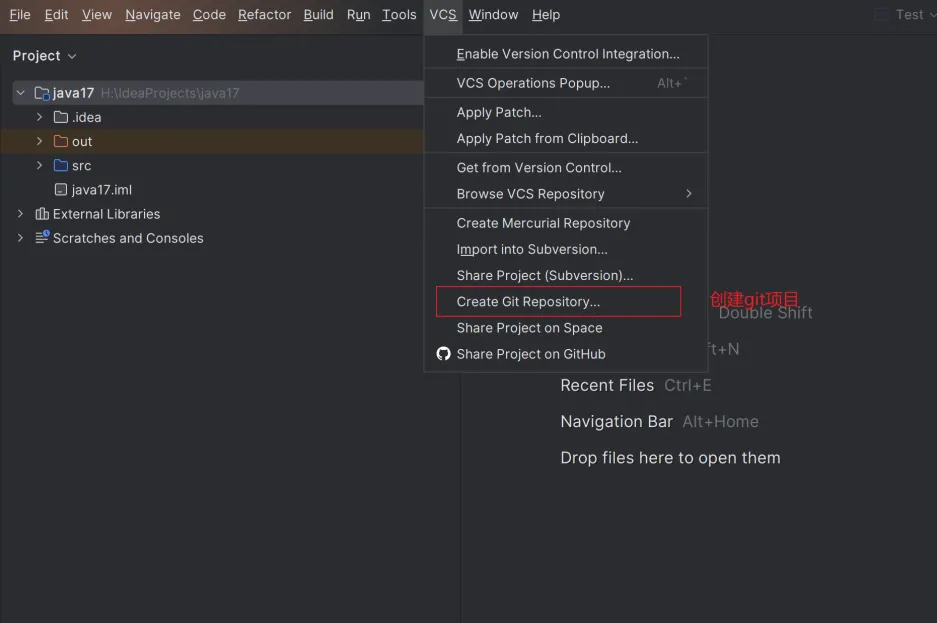 File Edit View Navigate Code Refactor Build Run Tools VCS Window Help Test
Project
java17 H:\IdeaProjects\java17
.idea
out
src
java17.iml
External Libraries
Scratches and Consoles
Enable Version Control Integration...
VCS Operations Popup... Alt+`
Apply Patch...
Apply Patch from Clipboard...
Get from Version Control...
Browse VCS Repository
Create Mercurial Repository
Import into Subversion...
Share Project (Subversion)...
Create Git Repository...
Share Project on Space
Share Project on GitHub
创建git项目
Double Shift
ft+N
Recent Files Ctrl+E
Navigation Bar Alt+Home
Drop files here to open them